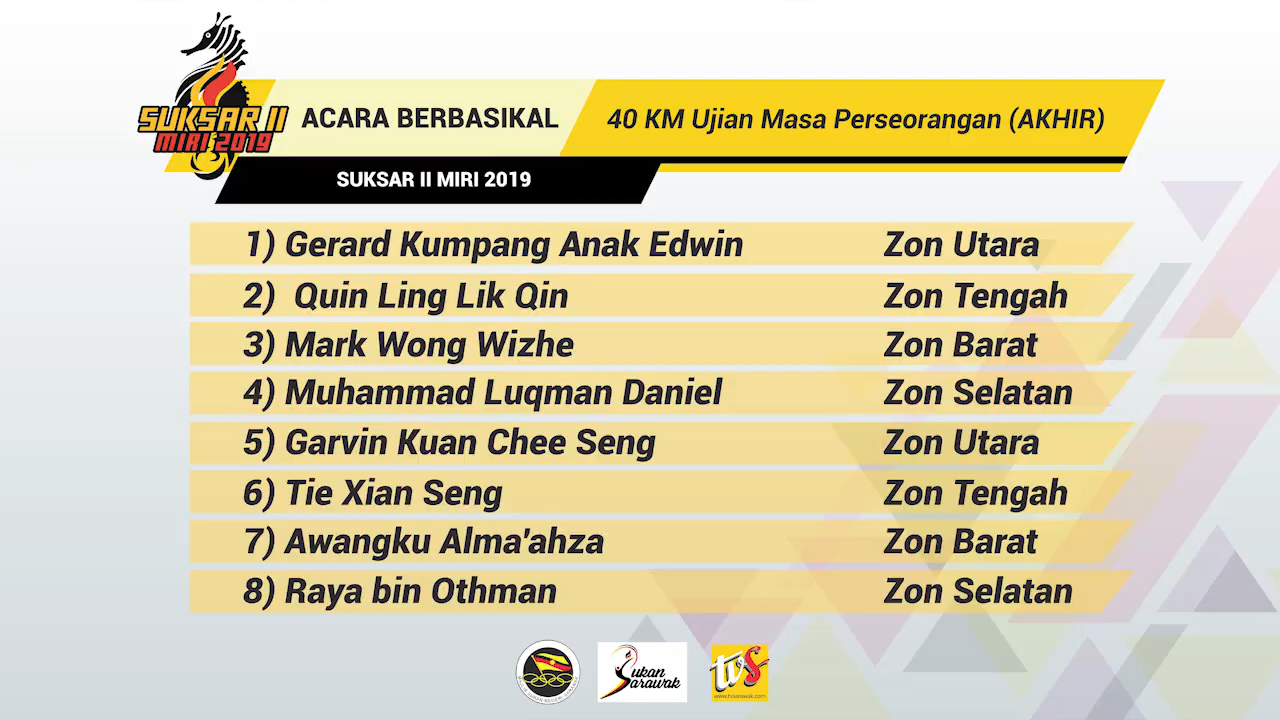 SUKSAR II
MIRI 2019
ACARA BERBASIKAL
40 KM Ujian Masa Perseorangan (AKHIR)
SUKSAR II MIRI 2019
1) Gerard Kumpang Anak Edwin Zon Utara
2) Quin Ling Lik Qin Zon Tengah
3) Mark Wong Wizhe Zon Barat
4) Muhammad Luqman Daniel Zon Selatan
5) Garvin Kuan Chee Seng Zon Utara
6) Tie Xian Seng Zon Tengah
7) Awangku Alma'ahza Zon Barat
8) Raya bin Othman Zon Selatan
Sukan
Sarawak
tvS
www.tvsarawak.com